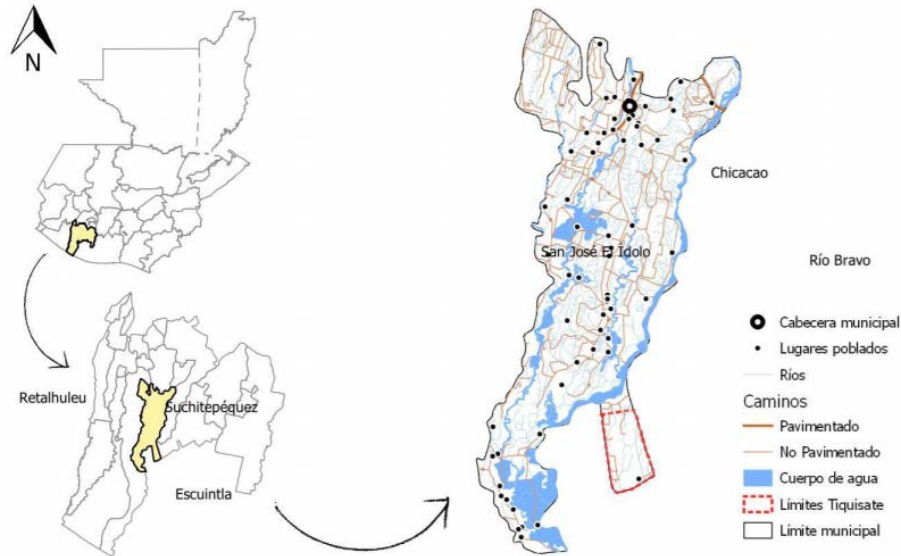 N
Retalhuleu
Suchitepéquez
Escuintla
Chicacao
San José El Ídolo
Río Bravo
Cabecera municipal
Lugares poblados
Ríos
Caminos
Pavimentado
No Pavimentado
Cuerpo de agua
Límites Tiquisate
Límite municipal